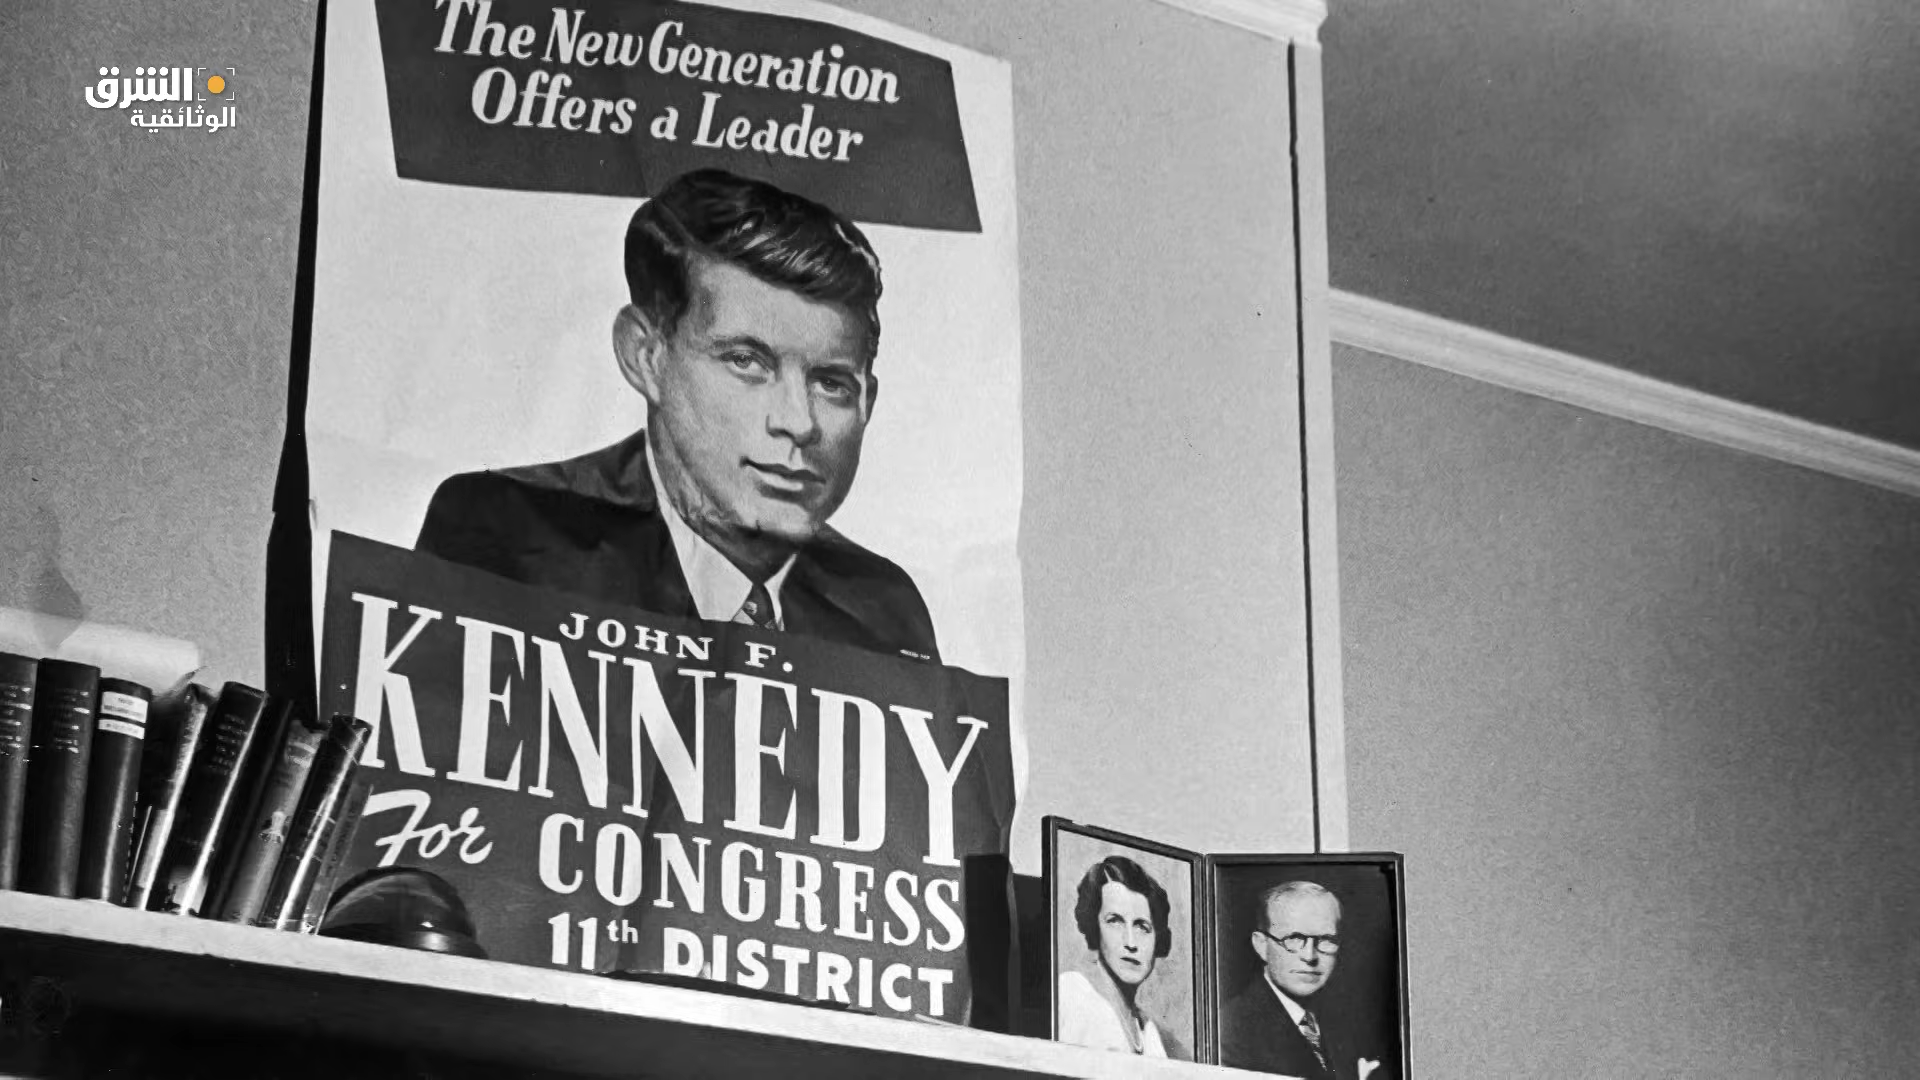 الشرق
الوثائقية
The New Generation
Offers a Leader
JOHN F.
KENNEDY
For CONGRESS
11th DISTRICT